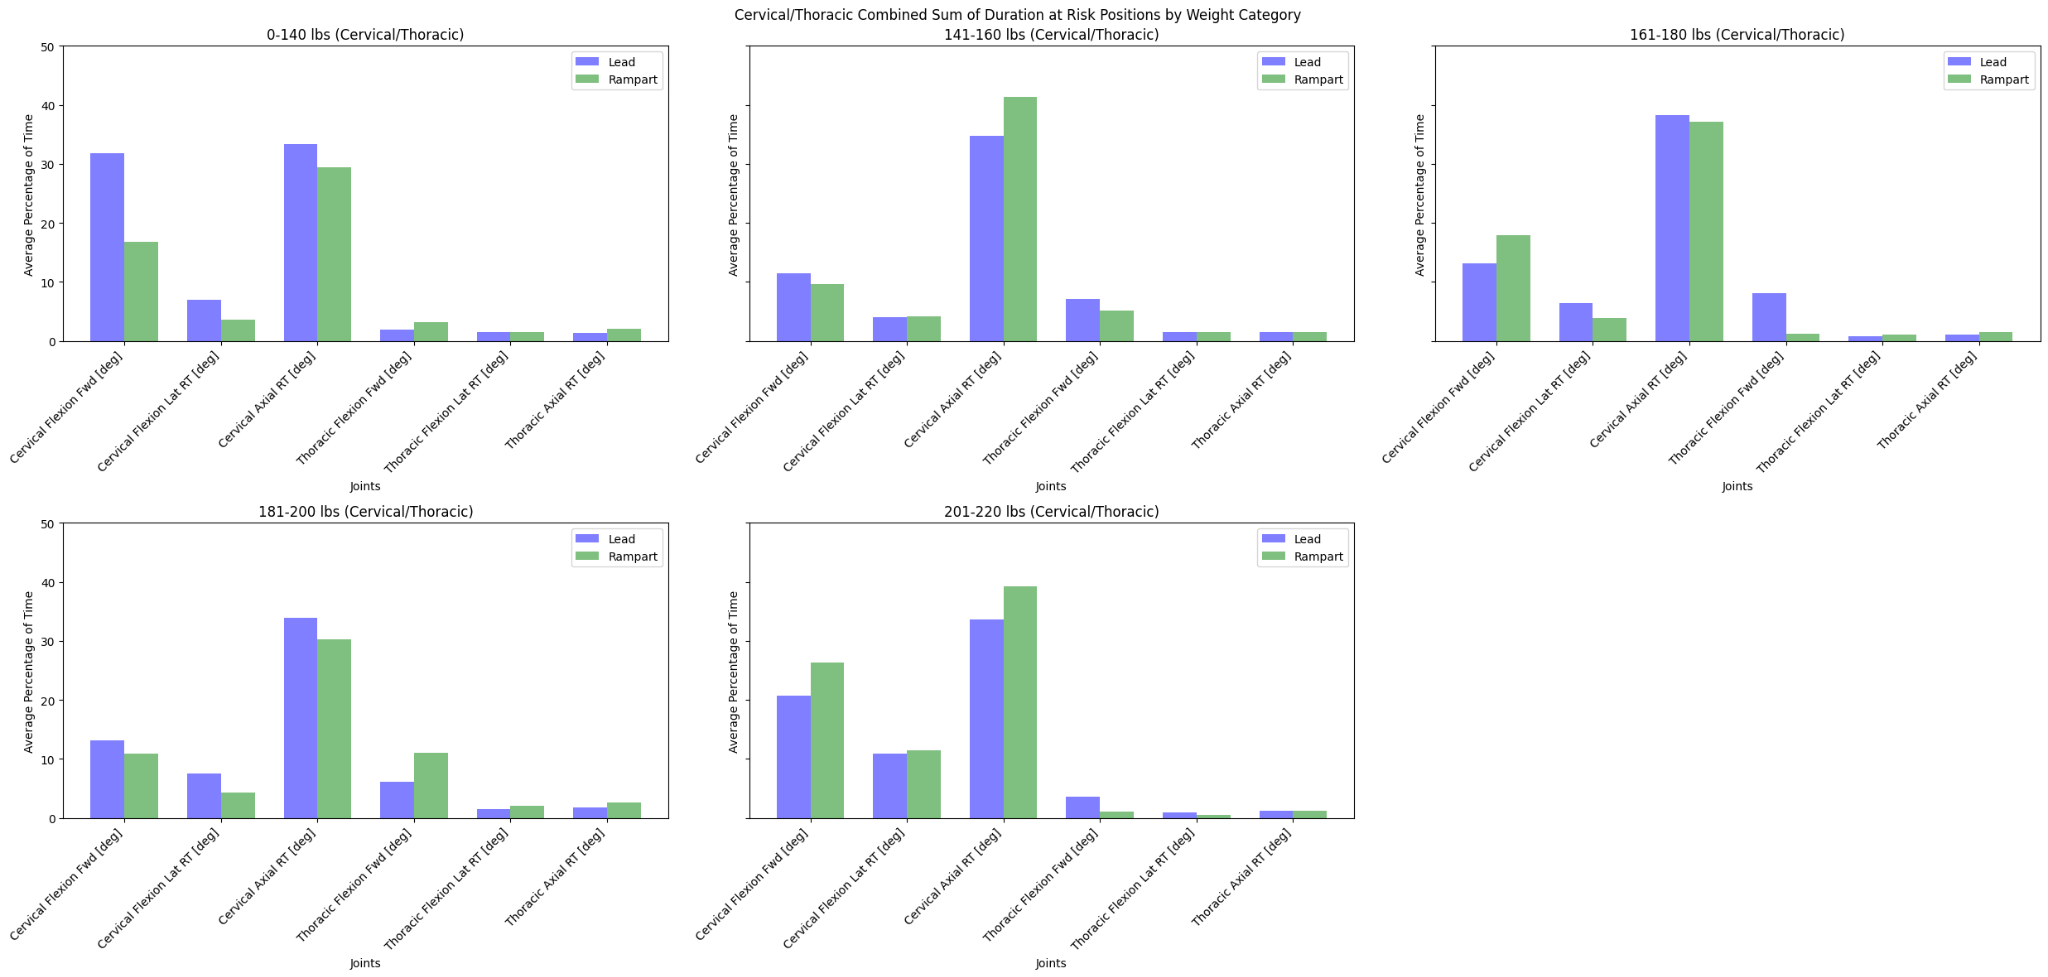 Cervical/Thoracic Combined Sum of Duration at Risk Positions by Weight Category
0-140 lbs (Cervical/Thoracic)
Average Percentage of Time
50
40
30
20
10
0
Lead
Rampart
Cervical Flexion Fwd [deg]
Cervical Flexion Lat RT [deg]
Cervical Axial RT [deg]
Thoracic Flexion Fwd [deg]
Thoracic Flexion Lat RT [deg]
Thoracic Axial RT [deg]
Joints
141-160 lbs (Cervical/Thoracic)
Average Percentage of Time
Lead
Rampart
Cervical Flexion Fwd [deg]
Cervical Flexion Lat RT [deg]
Cervical Axial RT [deg]
Thoracic Flexion Fwd [deg]
Thoracic Flexion Lat RT [deg]
Thoracic Axial RT [deg]
Joints
161-180 lbs (Cervical/Thoracic)
Average Percentage of Time
Lead
Rampart
Cervical Flexion Fwd [deg]
Cervical Flexion Lat RT [deg]
Cervical Axial RT [deg]
Thoracic Flexion Fwd [deg]
Thoracic Flexion Lat RT [deg]
Thoracic Axial RT [deg]
Joints
181-200 lbs (Cervical/Thoracic)
Average Percentage of Time
50
40
30
20
10
0
Lead
Rampart
Cervical Flexion Fwd [deg]
Cervical Flexion Lat RT [deg]
Cervical Axial RT [deg]
Thoracic Flexion Fwd [deg]
Thoracic Flexion Lat RT [deg]
Thoracic Axial RT [deg]
Joints
201-220 lbs (Cervical/Thoracic)
Average Percentage of Time
Lead
Rampart
Cervical Flexion Fwd [deg]
Cervical Flexion Lat RT [deg]
Cervical Axial RT [deg]
Thoracic Flexion Fwd [deg]
Thoracic Flexion Lat RT [deg]
Thoracic Axial RT [deg]
Joints